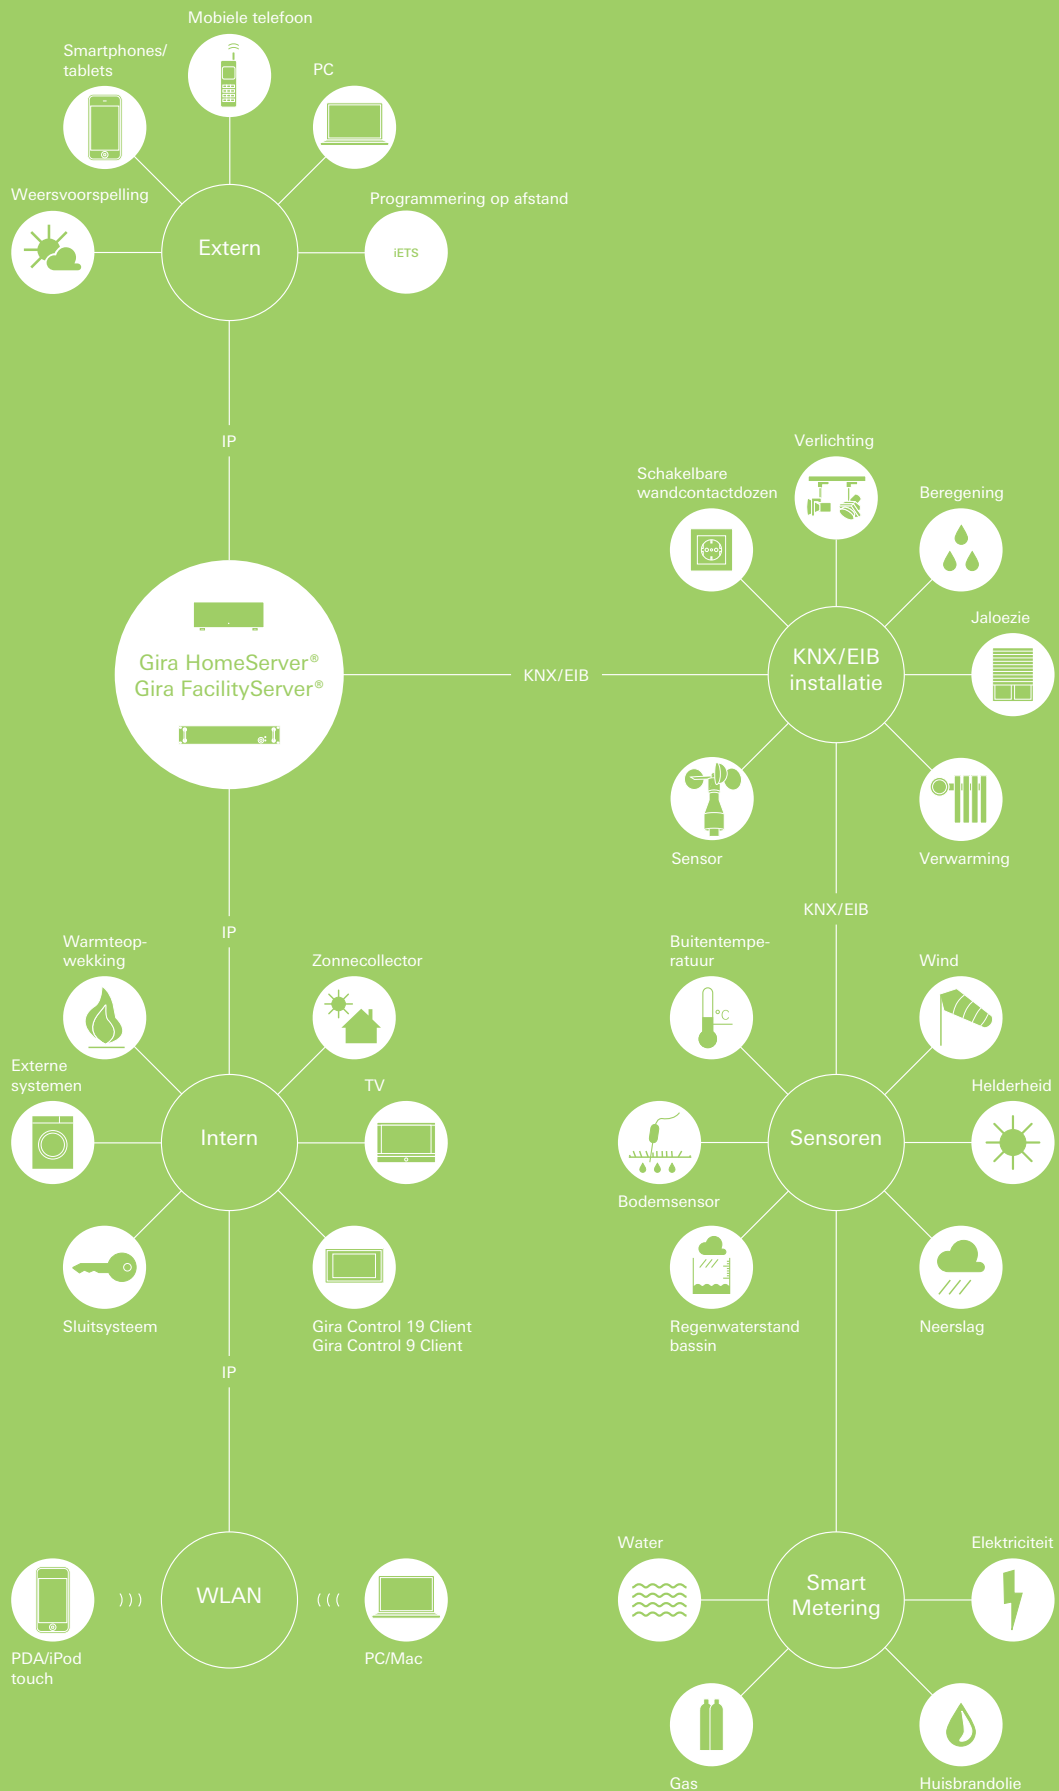 Mobiele telefoon
Smartphones/
tablets
PC
Weersvoorspelling
Programmering op afstand
Extern
iETS
IP
Verlichting
Schakelbare
wandcontactdozen
Beregening
Jaloezie
Gira HomeServer®
Gira FacilityServer®
KNX/EIB
KNX/EIB
installatie
Sensor
Verwarming
KNX/EIB
IP
Warmteop-
wekking
Zonnecollector
Buitentempe-
ratuur
Wind
°C
Externe
systemen
TV
Helderheid
Intern
Sensoren
Bodemsensor
Sluitsysteem
Gira Control 19 Client
Gira Control 9 Client
Regenwaterstand
bassin
Neerslag
IP
Water
Elektriciteit
WLAN
Smart
Metering
PDA/iPod
touch
PC/Mac
Gas
Huisbrandolie